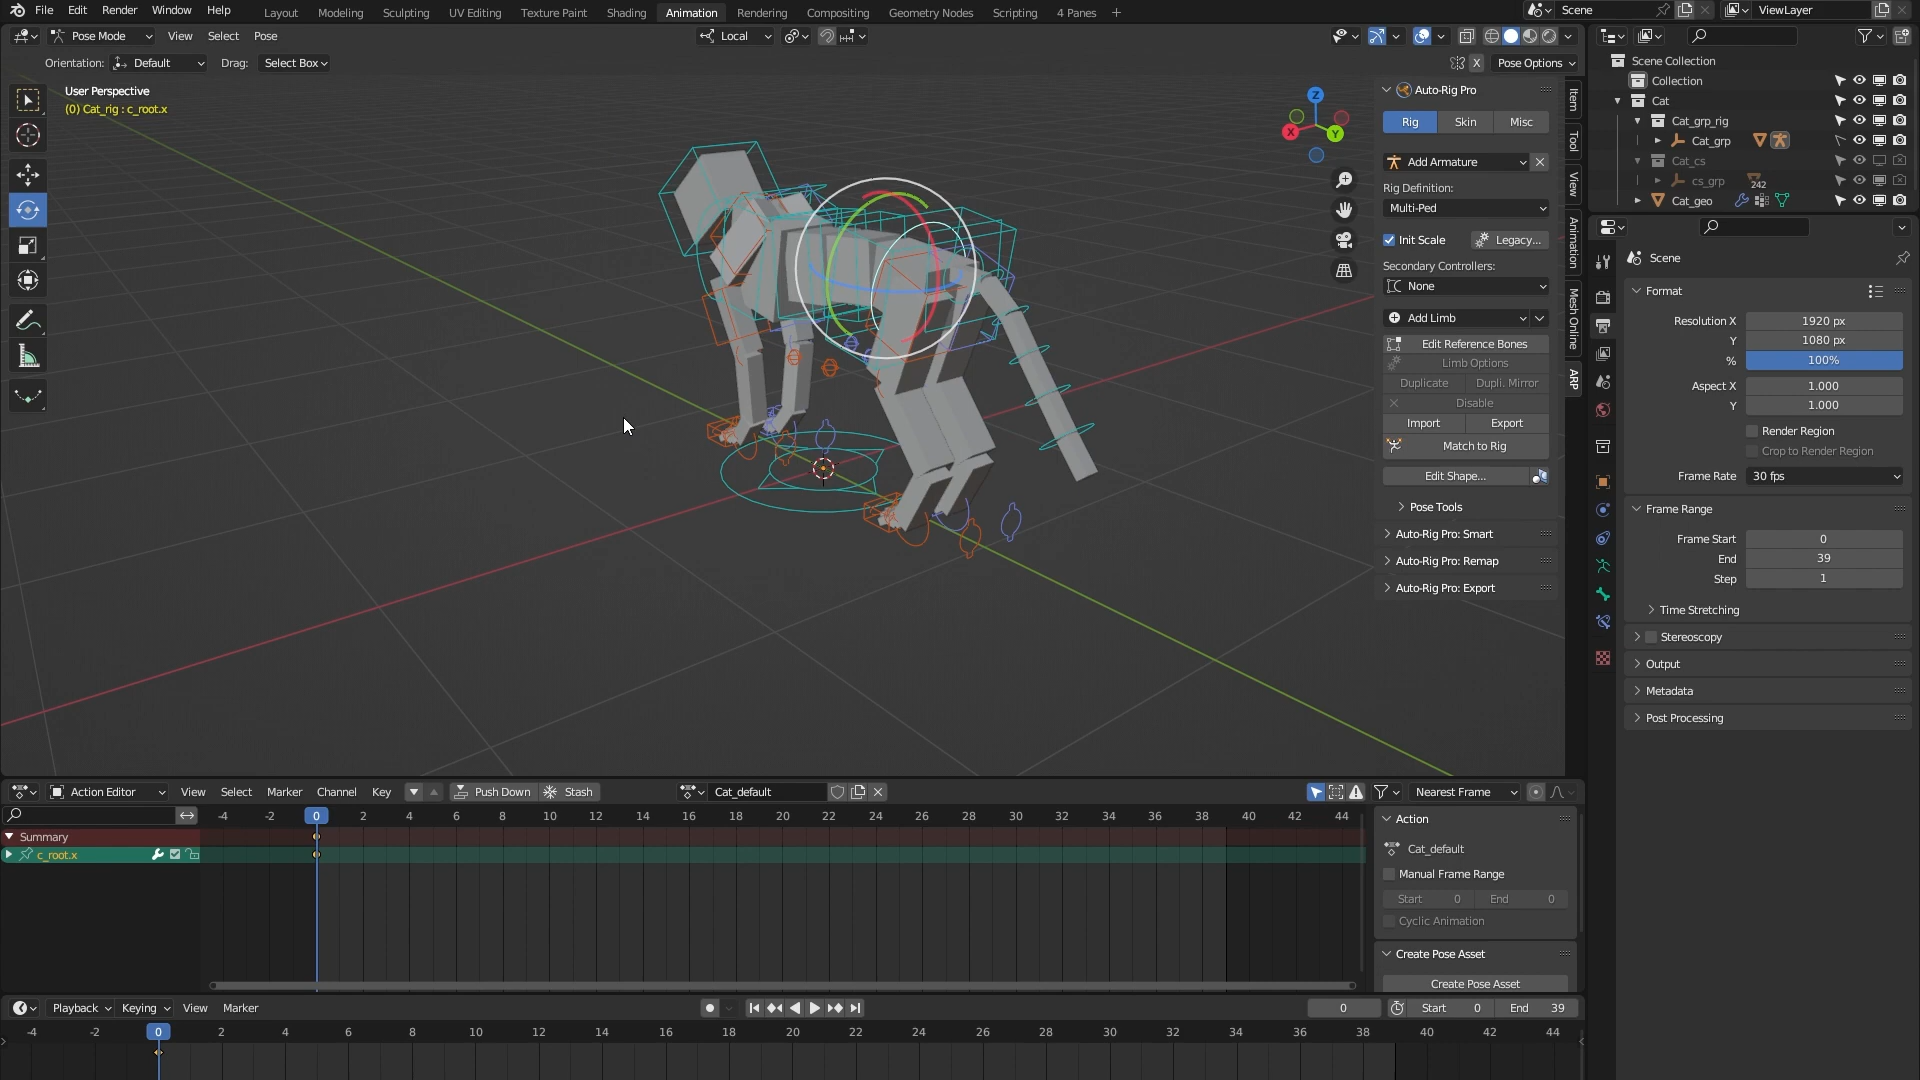 File Edit Render Window Help Layout Modeling Sculpting UV Editing Texture Paint Shading Animation Rendering Compositing Geometry Nodes Scripting 4 Panes + Scene ViewLayer
Pose Mode View Select Pose Local
Orientation: Default Drag: Select Box X Pose Options
User Perspective
(0) Cat_rig : c_root.x
Z
X
Y
Auto-Rig Pro
Rig Skin Misc
Add Armature
Rig Definition:
Multi-Ped
Init Scale Legacy...
Secondary Controllers:
None
Add Limb
Edit Reference Bones
Limb Options
Duplicate Dupli. Mirror
Disable
Import Export
Match to Rig
Edit Shape...
Pose Tools
Auto-Rig Pro: Smart
Auto-Rig Pro: Remap
Auto-Rig Pro: Export
Item
Tool
View
Animation
Mesh Online
ARP
Scene Collection
Collection
Cat
Cat_grp_rig
Cat_grp
Cat_cs
cs_grp 242
Cat_geo
Scene
Format
Resolution X 1920 px
Y 1080 px
% 100%
Aspect X 1.000
Y 1.000
Render Region
Crop to Render Region
Frame Rate 30 fps
Frame Range
Frame Start 0
End 39
Step 1
Time Stretching
Stereoscopy
Output
Metadata
Post Processing
Action Editor View Select Marker Channel Key Push Down Stash Cat_default Nearest Frame
-4 -2 0 2 4 6 8 10 12 14 16 18 20 22 24 26 28 30 32 34 36 38 40 42 44
Summary
c_root.x
Action
Cat_default
Manual Frame Range
Start 0 End 0
Cyclic Animation
Create Pose Asset
Create Pose Asset
Playback Keying View Marker 0 Start 0 End 39
-4 -2 0 2 4 6 8 10 12 14 16 18 20 22 24 26 28 30 32 34 36 38 40 42 44